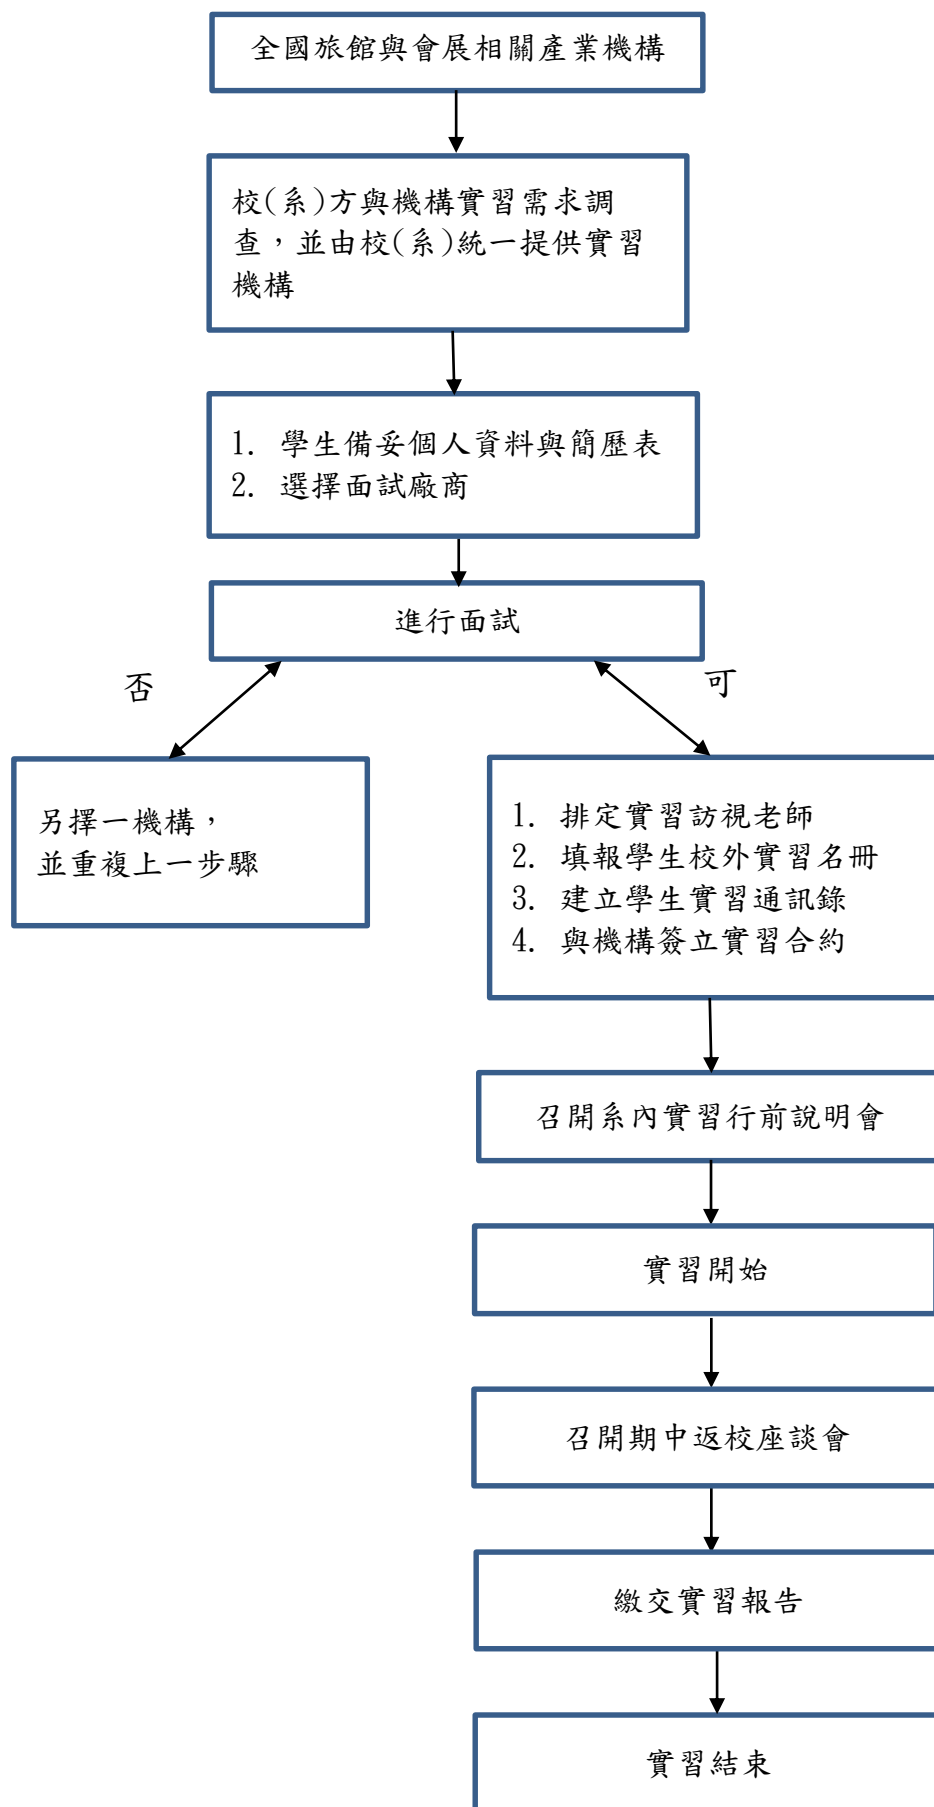 全國旅館與會展相關產業機構
校(系)方與機構實習需求調
查，並由校(系)統一提供實習
機構
1. 學生備妥個人資料與簡歷表
2. 選擇面試廠商
進行面試
否
可
另擇一機構，
並重複上一步驟
1. 排定實習訪視老師
2. 填報學生校外實習名冊
3. 建立學生實習通訊錄
4. 與機構簽立實習合約
召開系內實習行前說明會
實習開始
召開期中返校座談會
繳交實習報告
實習結束